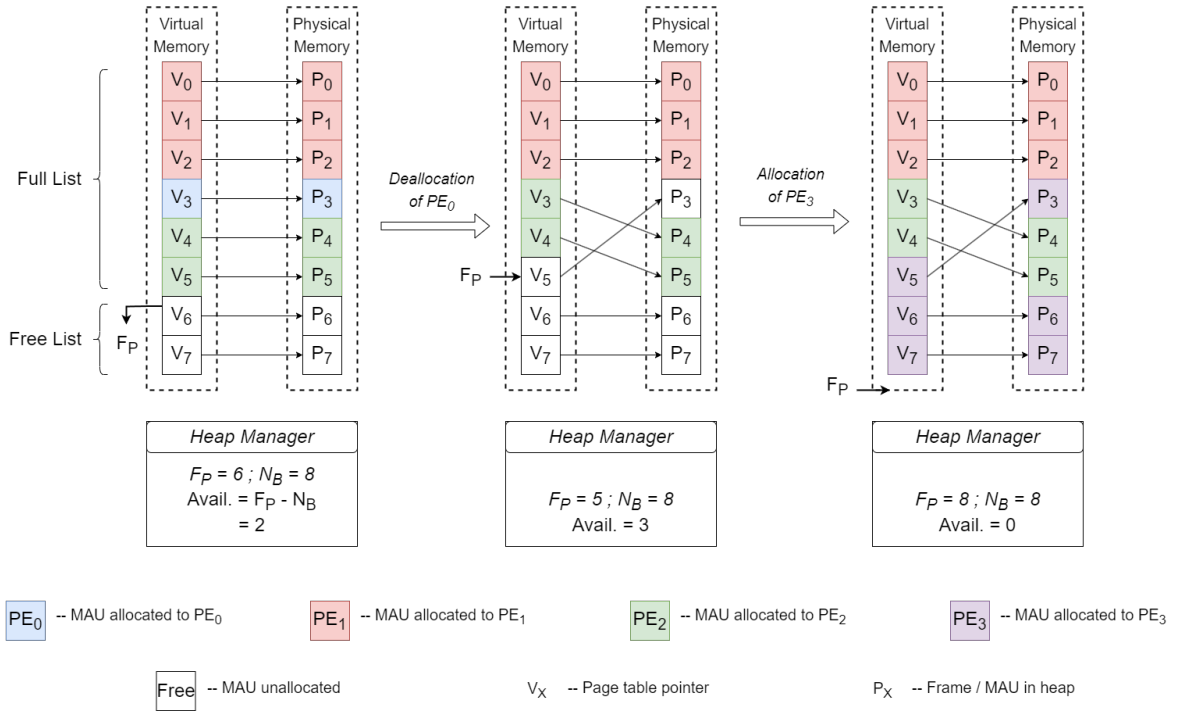 Virtual Memory
Physical Memory
V0
P0
V1
P1
V2
P2
V3
P3
V4
P4
V5
P5
V6
P6
V7
P7
Full List
Free List
FP
Deallocation
of PE0
Virtual Memory
Physical Memory
V0
P0
V1
P1
V2
P2
V3
P3
V4
P4
V5
P5
V6
P6
V7
P7
FP
Allocation
of PE3
Virtual Memory
Physical Memory
V0
P0
V1
P1
V2
P2
V3
P3
V4
P4
V5
P5
V6
P6
V7
P7
FP
Heap Manager
FP = 6 ; NB = 8
Avail. = FP - NB
= 2
Heap Manager
FP = 5 ; NB = 8
Avail. = 3
Heap Manager
FP = 8 ; NB = 8
Avail. = 0
PE0 -- MAU allocated to PE0
PE1 -- MAU allocated to PE1
PE2 -- MAU allocated to PE2
PE3 -- MAU allocated to PE3
Free -- MAU unallocated
VX -- Page table pointer
PX -- Frame / MAU in heap